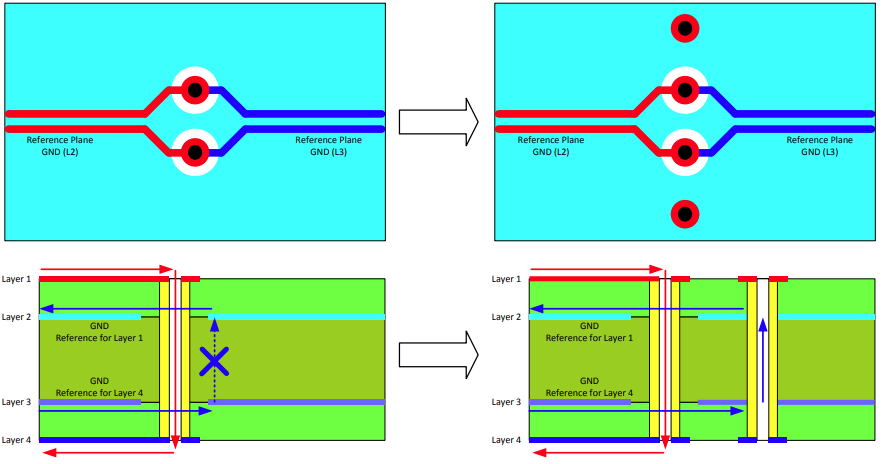 Reference Plane
GND (L2)
Reference Plane
GND (L3)
Reference Plane
GND (L2)
Reference Plane
GND (L3)
Layer 1
Layer 2
GND
Reference for Layer 1
GND
Reference for Layer 4
Layer 3
Layer 4
Layer 1
Layer 2
GND
Reference for Layer 1
GND
Reference for Layer 4
Layer 3
Layer 4